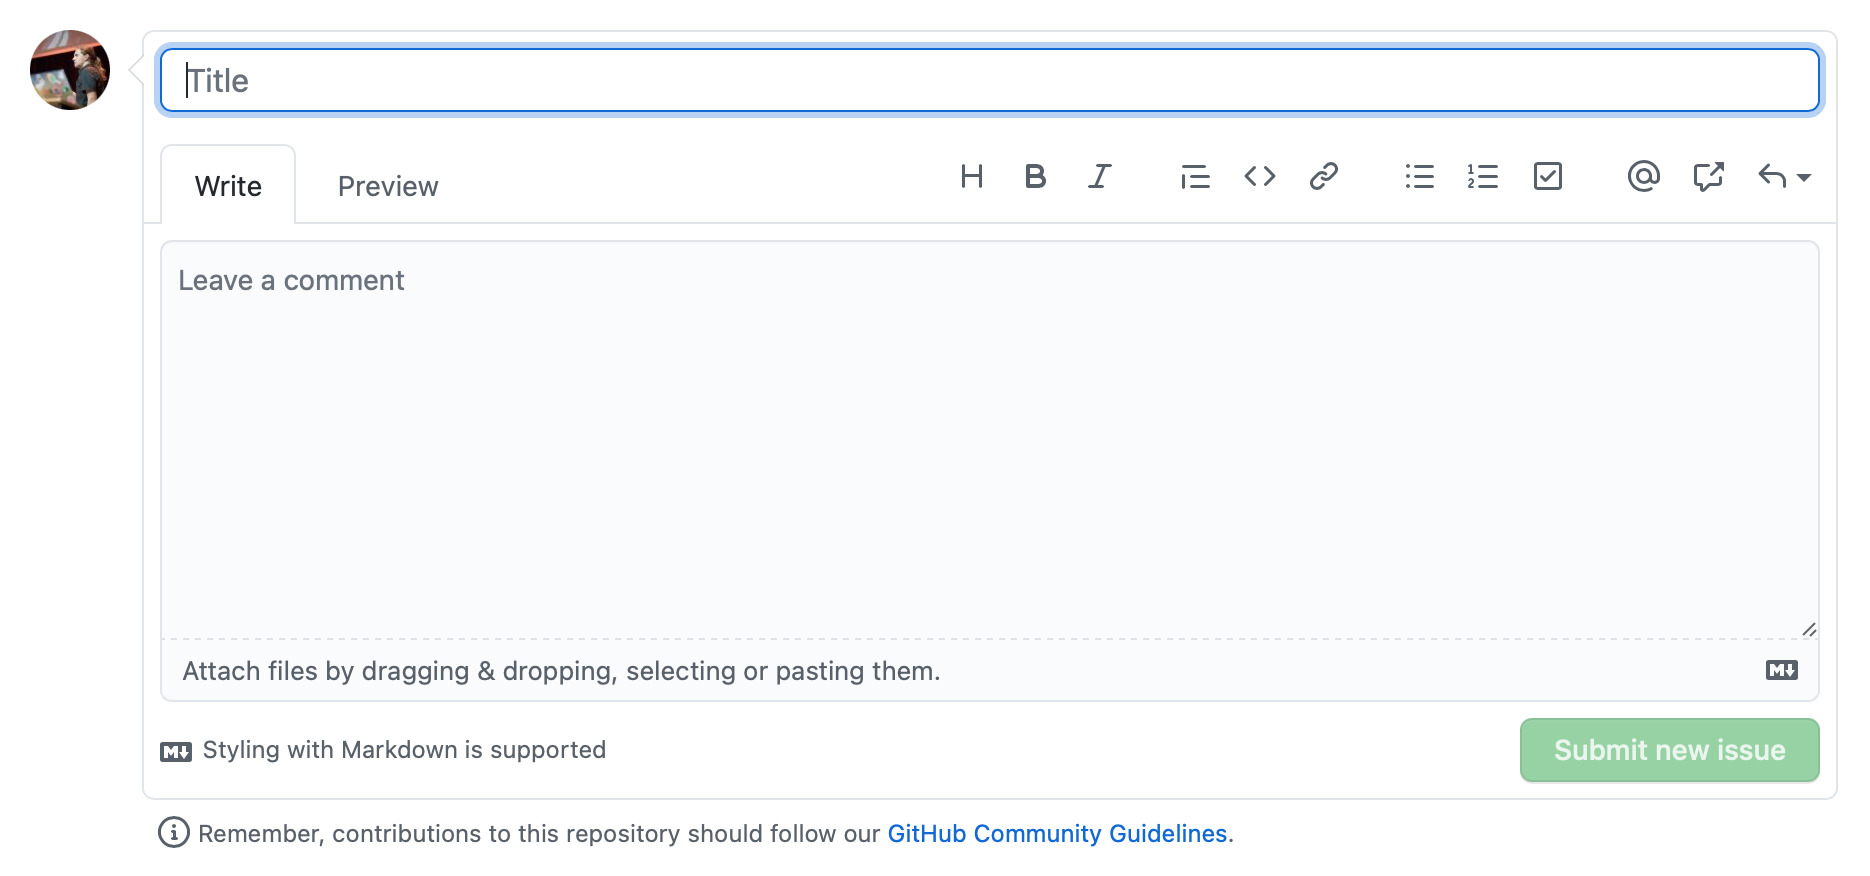 Title
Write
Preview
H B I
Leave a comment
Attach files by dragging & dropping, selecting or pasting them.
M
M Styling with Markdown is supported
Submit new issue
Remember, contributions to this repository should follow our GitHub Community Guidelines.